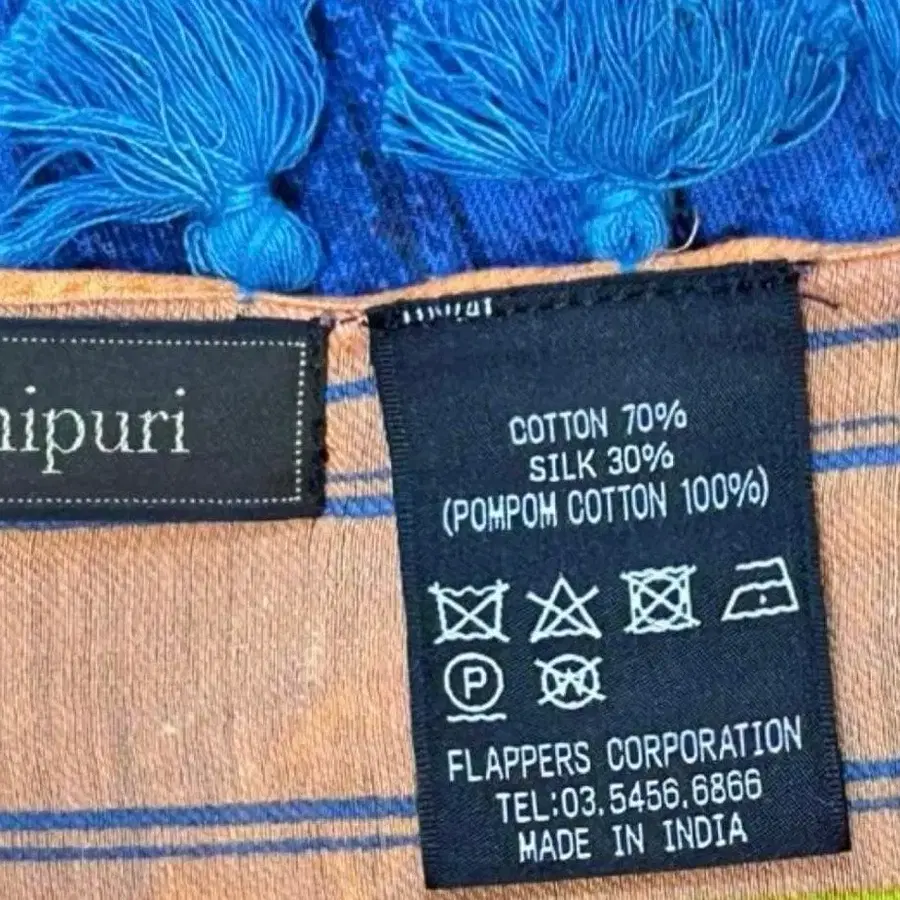 nipuri
COTTON 70%
SILK 30%
(POMPOM COTTON 100%)
P
W
FLAPPERS CORPORATION
TEL:03.5456.6866
MADE IN INDIA